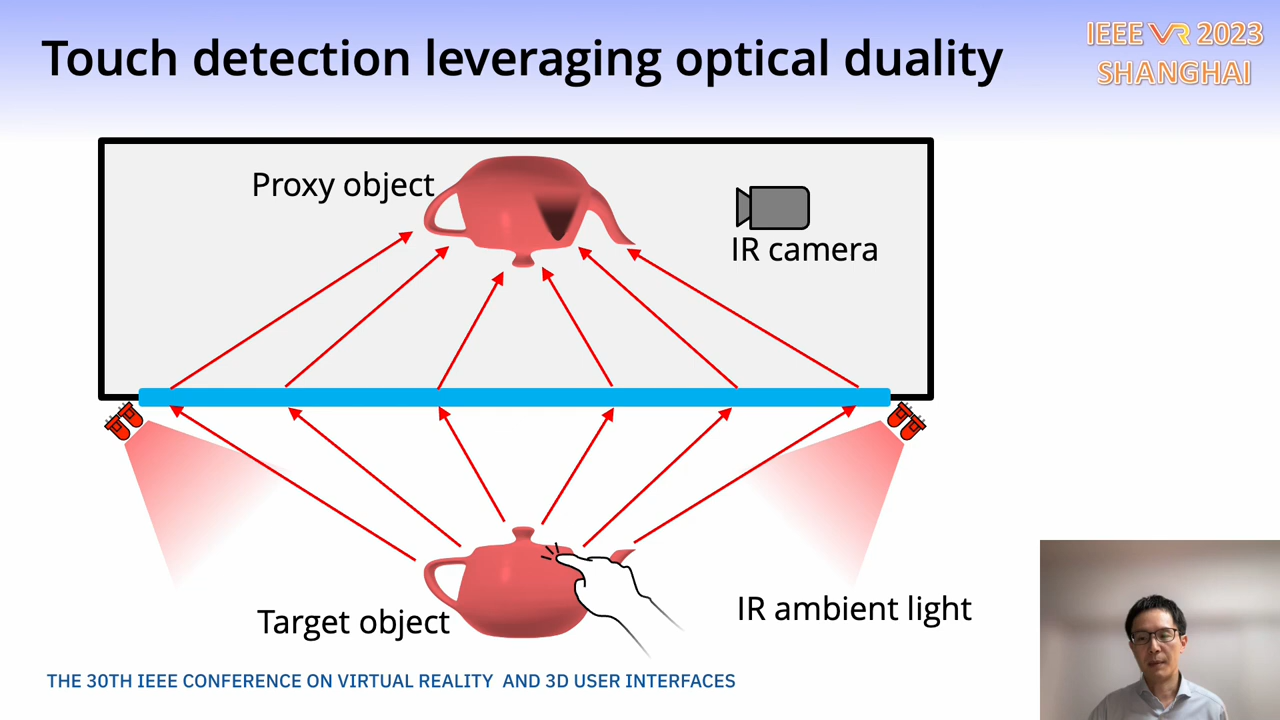 Touch detection leveraging optical duality
IEEE VR 2023
SHANGHAI
Proxy object
IR camera
Target object
IR ambient light
THE 30TH IEEE CONFERENCE ON VIRTUAL REALITY AND 3D USER INTERFACES